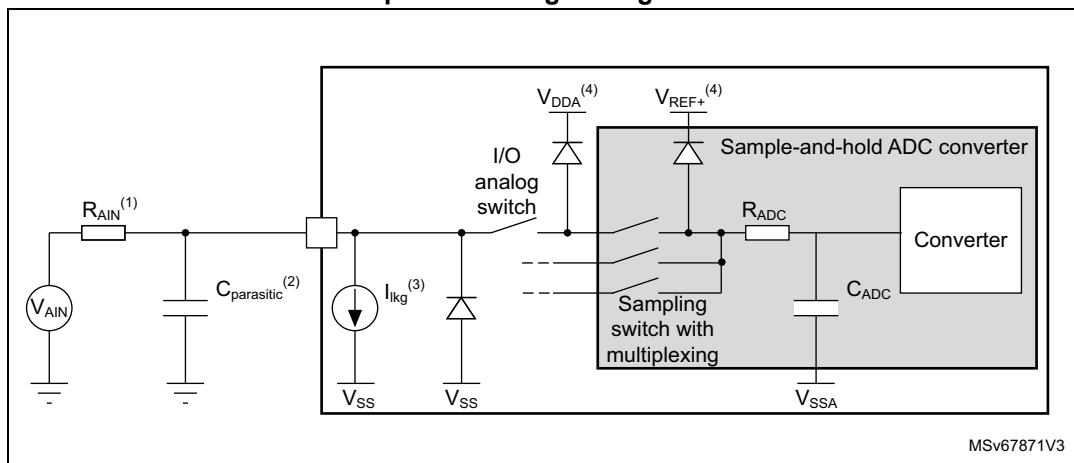 V_DDA^(4)
V_REF+^(4)
Sample-and-hold ADC converter
I/O
analog
switch
R_AIN^(1)
R_ADC
Converter
C_parasitic^(2)
I_lkg^(3)
V_AIN
C_ADC
Sampling
switch with
multiplexing
V_SS
V_SS
V_SSA
MSv67871V3